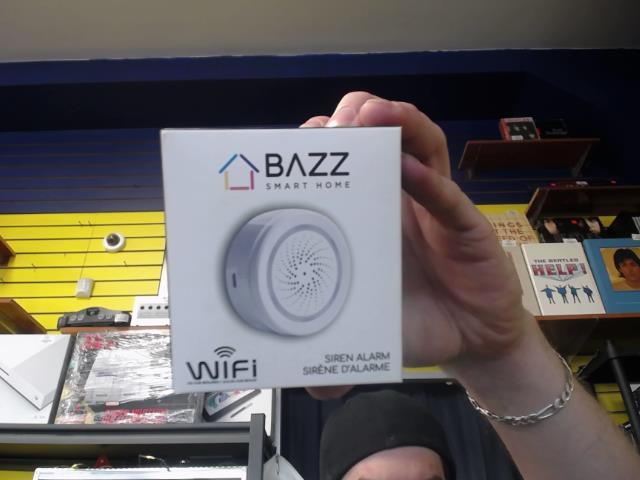 BAZZ
SMART HOME
WiFi
SIREN ALARM
SIRÈNE D'ALARME
THE BEATLES
HELP!